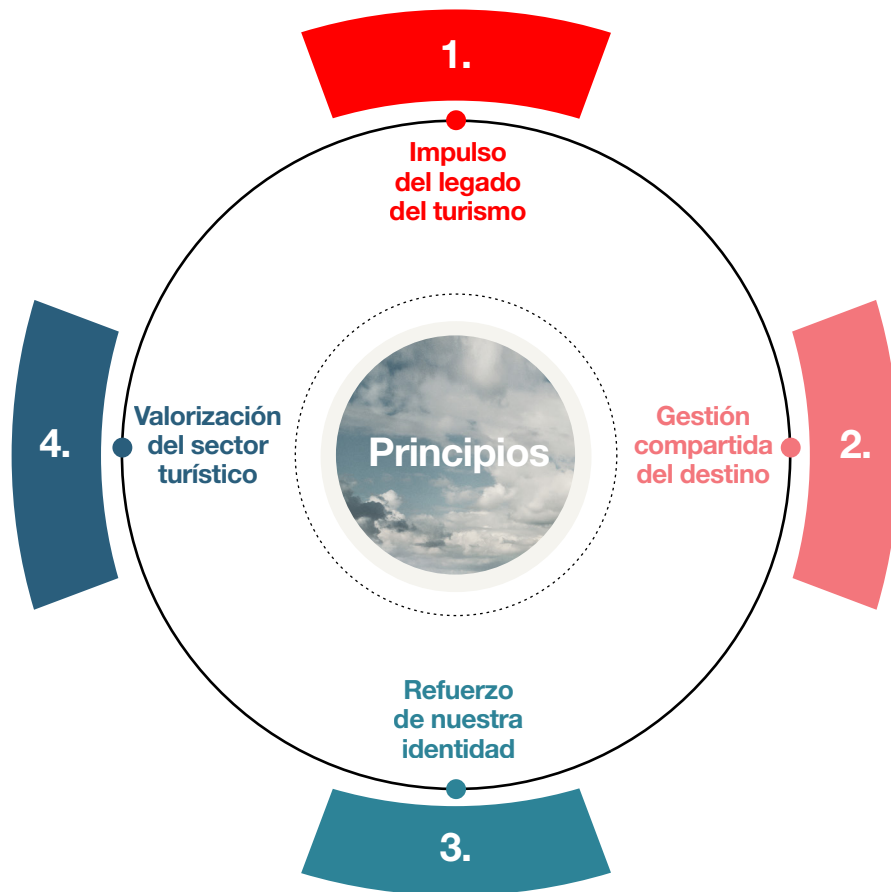 1.
Impulso
del legado
del turismo
Principios
Gestión
compartida
del destino
2.
Refuerzo
de nuestra
identidad
3.
Valorización
del sector
turístico
4.